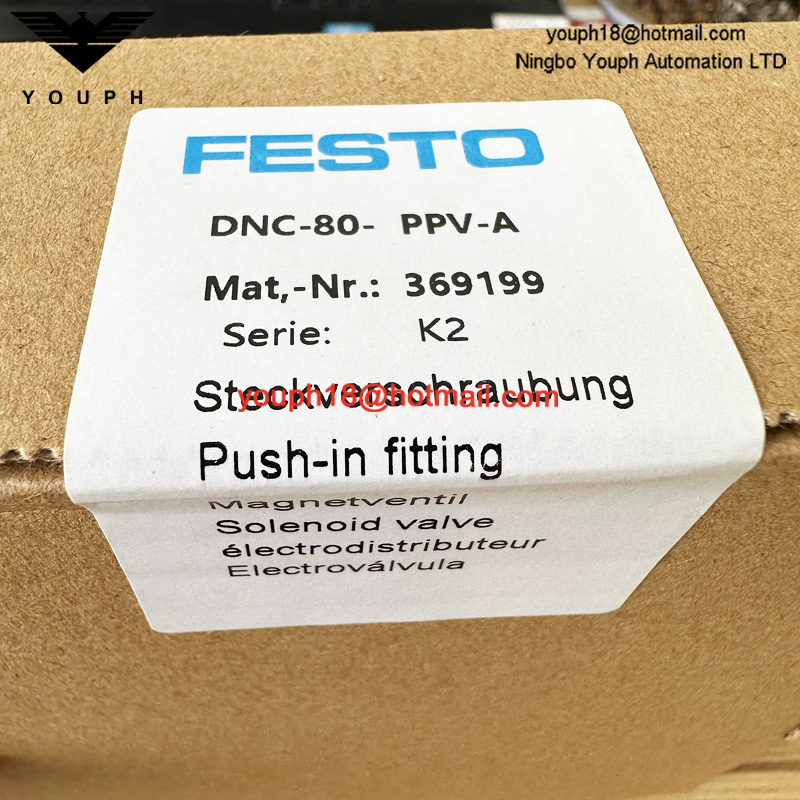 youph18@hotmail.com
Ningbo Youph Automation LTD
YOUPH
FESTO
DNC-80- PPV-A
Mat,-Nr.: 369199
Serie: K2
Steckverschraubung
youph18@hotmail.com
Push-in fitting
Magnetventil
Solenoid valve
électrodistributeur
Electroválvula